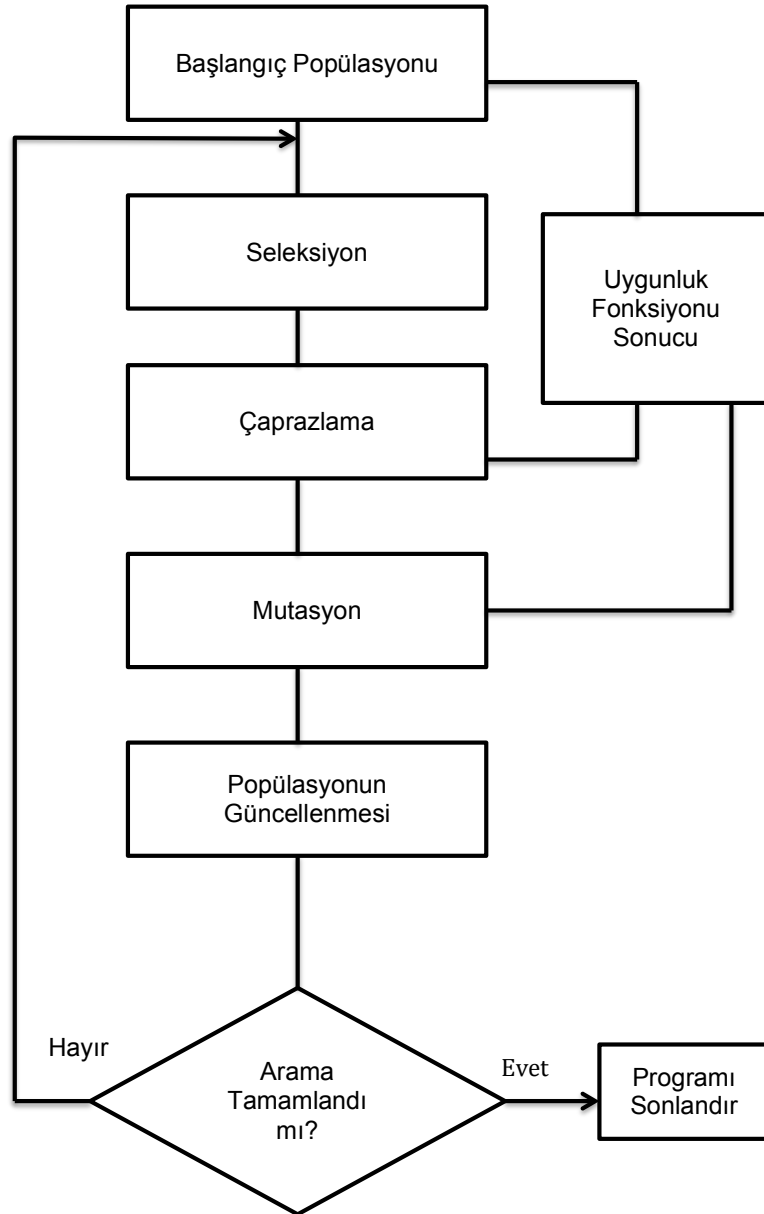 Başlangıç Popülasyonu
Seleksiyon
Uygunluk
Fonksiyonu
Sonucu
Çaprazlama
Mutasyon
Popülasyonun
Güncellenmesi
Hayır
Arama
Tamamlandı
mı?
Evet
Programı
Sonlandır